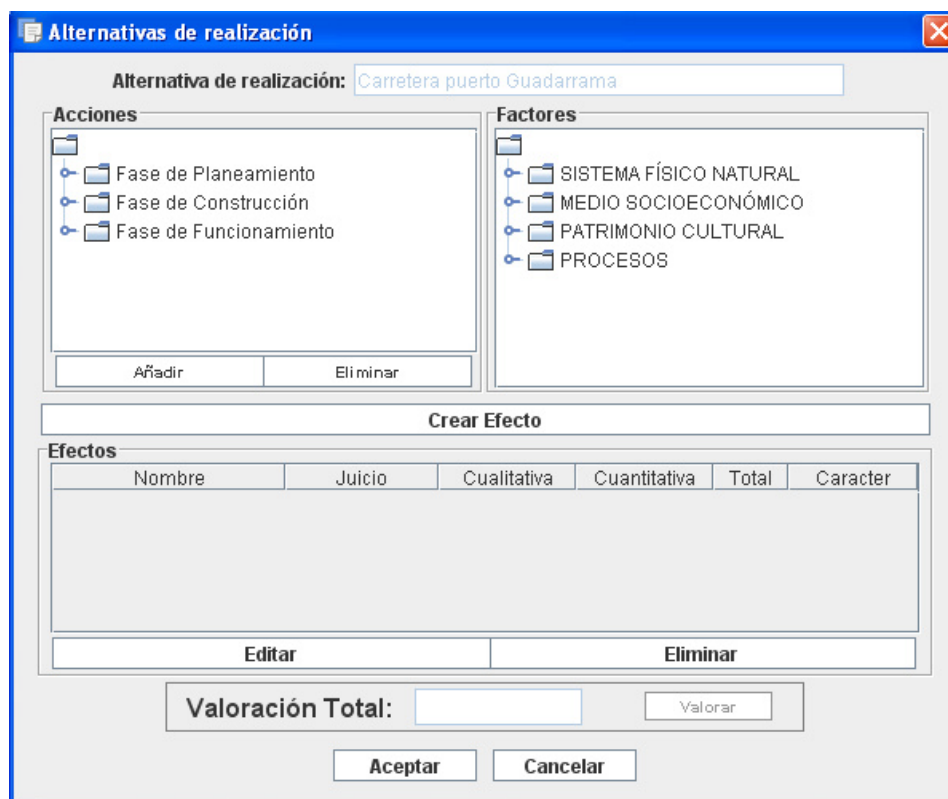 Alternativas de realización
Alternativa de realización: Carretera puerto Guadarrama
Acciones
Fase de Planeamiento
Fase de Construcción
Fase de Funcionamiento
Añadir Eliminar
Factores
SISTEMA FÍSICO NATURAL
MEDIO SOCIOECONÓMICO
PATRIMONIO CULTURAL
PROCESOS
Crear Efecto
Efectos
Nombre Juicio Cualitativa Cuantitativa Total Caracter
Editar Eliminar
Valoración Total: Valorar
Aceptar Cancelar